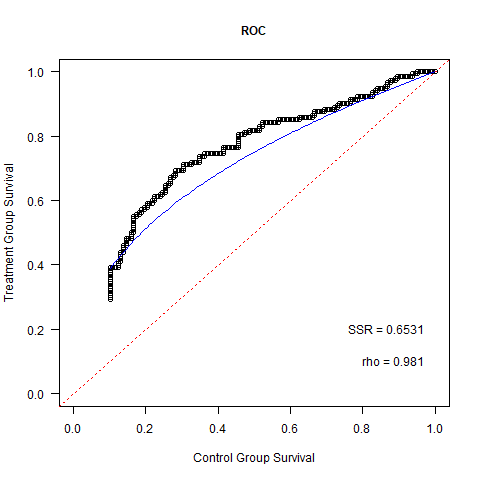 ROC
1.0
0.8
0.6
0.4
0.2
0.0
Treatment Group Survival
SSR = 0.6531
rho = 0.981
0.0 0.2 0.4 0.6 0.8 1.0
Control Group Survival